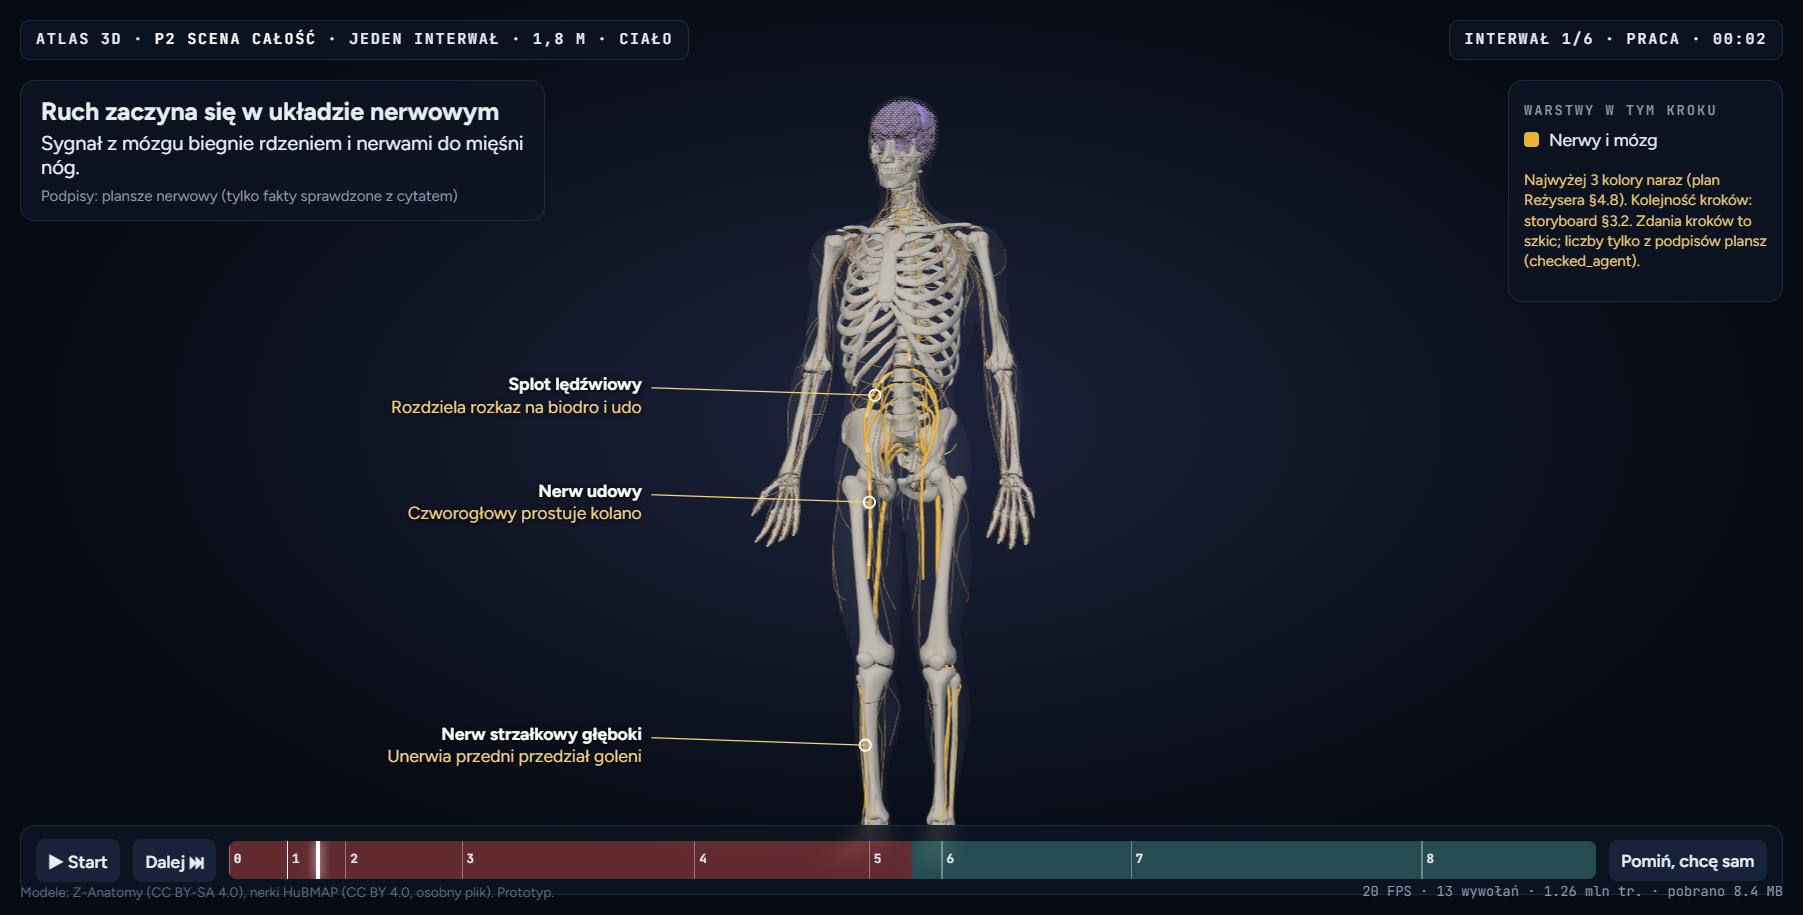 ATLAS 3D · P2 SCENA CAŁOŚĆ · JEDEN INTERWAŁ · 1,8 M · CIAŁO
INTERWAŁ 1/6 · PRACA · 00:02
Ruch zaczyna się w układzie nerwowym
Sygnał z mózgu biegnie rdzeniem i nerwami do mięśni
nóg.
Podpisy: plansze nerwowy (tylko fakty sprawdzone z cytatem)
WARSTWY W TYM KROKU
Nerwy i mózg
Najwyżej 3 kolory naraz (plan
Reżysera §4.8). Kolejność kroków:
storyboard §3.2. Zdania kroków to
szkic; liczby tylko z podpisów plansz
(checked_agent).
Splot lędźwiowy
Rozdziela rozkaz na biodro i udo
Nerw udowy
Czworogłowy prostuje kolano
Nerw strzałkowy głęboki
Unerwia przedni przedział goleni
▶ Start
Dalej ⏭
0 1 2 3 4 5 6 7 8
Pomiń, chcę sam
Modele: Z-Anatomy (CC BY-SA 4.0), nerki HuBMAP (CC BY 4.0, osobny plik). Prototyp.
20 FPS · 13 wywołań · 1.26 mln tr. · pobrano 8.4 MB